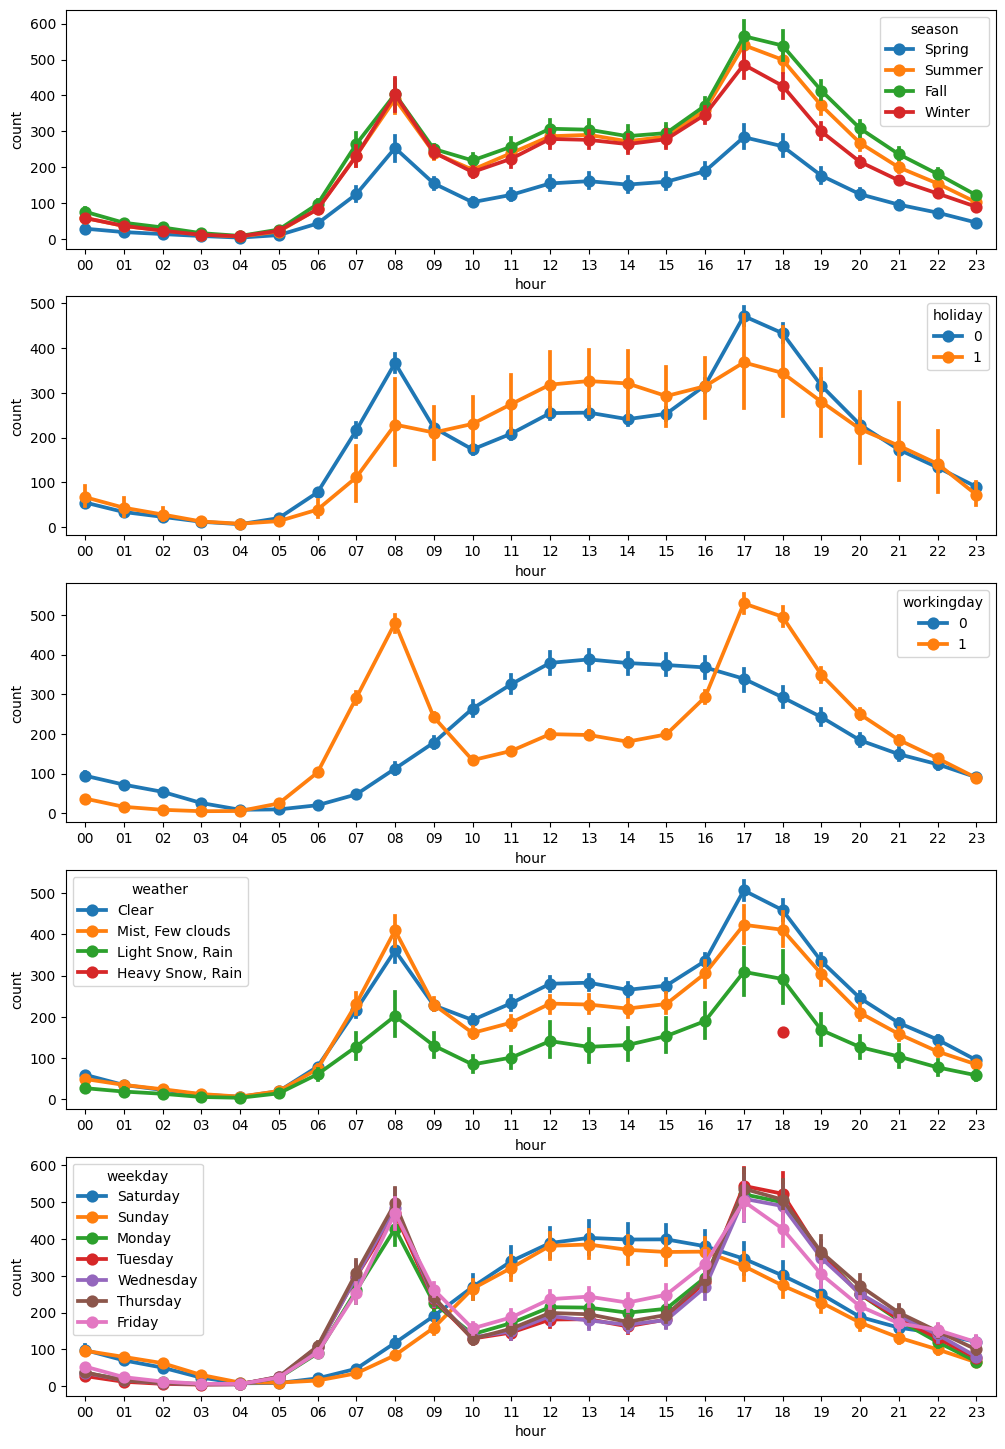 600
500
400
300
200
100
0
count
season
Spring
Summer
Fall
Winter
00 01 02 03 04 05 06 07 08 09 10 11 12 13 14 15 16 17 18 19 20 21 22 23
hour
500
400
300
200
100
0
count
holiday
0
1
00 01 02 03 04 05 06 07 08 09 10 11 12 13 14 15 16 17 18 19 20 21 22 23
hour
500
400
300
200
100
0
count
workingday
0
1
00 01 02 03 04 05 06 07 08 09 10 11 12 13 14 15 16 17 18 19 20 21 22 23
hour
500
400
300
200
100
0
count
weather
Clear
Mist, Few clouds
Light Snow, Rain
Heavy Snow, Rain
00 01 02 03 04 05 06 07 08 09 10 11 12 13 14 15 16 17 18 19 20 21 22 23
hour
600
500
400
300
200
100
0
count
weekday
Saturday
Sunday
Monday
Tuesday
Wednesday
Thursday
Friday
00 01 02 03 04 05 06 07 08 09 10 11 12 13 14 15 16 17 18 19 20 21 22 23
hour